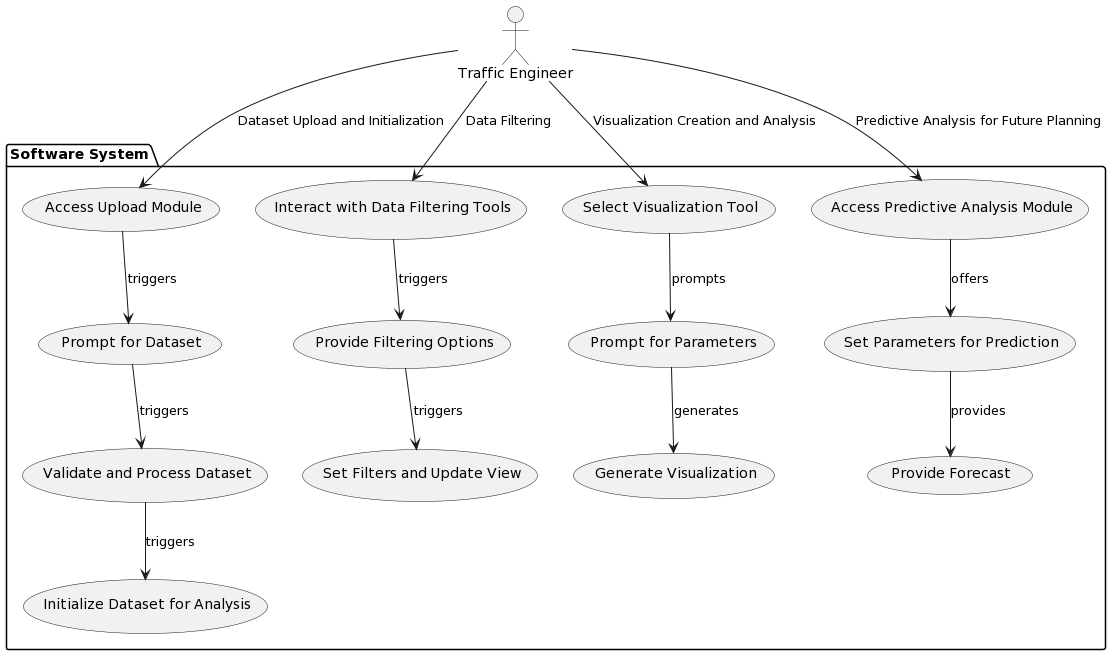 Traffic Engineer
Dataset Upload and Initialization
Data Filtering
Visualization Creation and Analysis
Predictive Analysis for Future Planning
Software System
Access Upload Module
Interact with Data Filtering Tools
Select Visualization Tool
Access Predictive Analysis Module
triggers
triggers
prompts
offers
Prompt for Dataset
Provide Filtering Options
Prompt for Parameters
Set Parameters for Prediction
triggers
triggers
generates
provides
Validate and Process Dataset
Set Filters and Update View
Generate Visualization
Provide Forecast
triggers
Initialize Dataset for Analysis